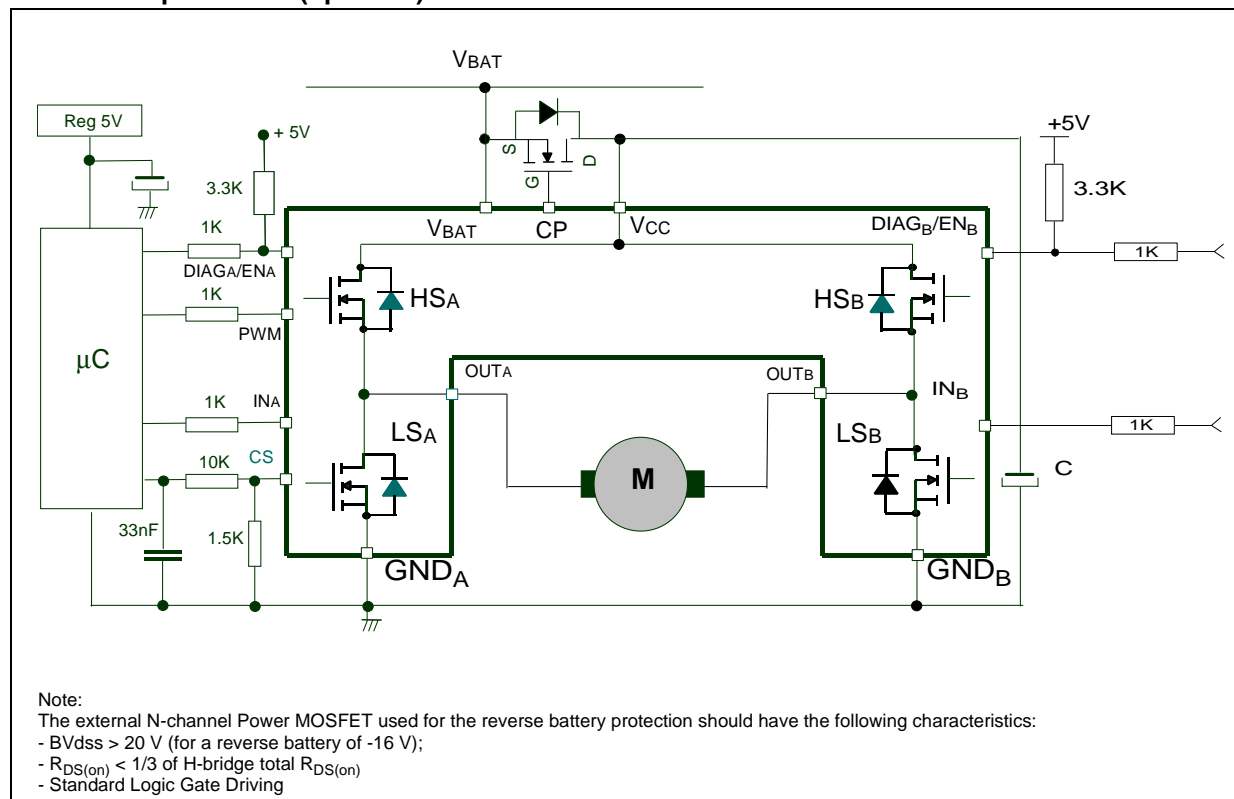 VBAT
Reg 5V
+ 5V
+5V
S
D
G
3.3K
3.3K
1K
VBAT
CP
VCC
DIAGB/ENB
1K
DIAGA/ENA
HSA
HSB
1K
PWM
µC
OUTA
OUTB
INA
INB
1K
LSA
LSB
1K
CS
10K
M
C
33nF
1.5K
GNDA
GNDB
Note:
The external N-channel Power MOSFET used for the reverse battery protection should have the following characteristics:
- BVdss > 20 V (for a reverse battery of -16 V);
- RDS(on) < 1/3 of H-bridge total RDS(on)
- Standard Logic Gate Driving